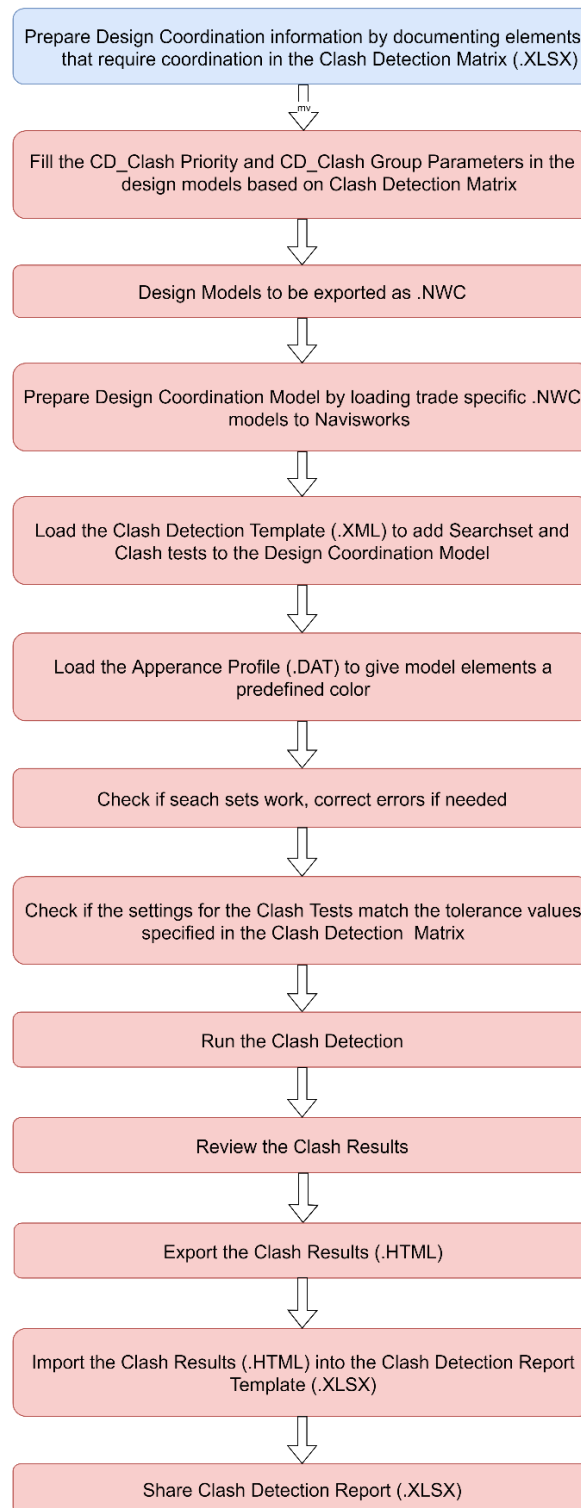 Prepare Design Coordination information by documenting elements
that require coordination in the Clash Detection Matrix (.XLSX)
mv
Fill the CD_Clash Priority and CD_Clash Group Parameters in the
design models based on Clash Detection Matrix
Design Models to be exported as .NWC
Prepare Design Coordination Model by loading trade specific .NWC
models to Navisworks
Load the Clash Detection Template (.XML) to add Searchset and
Clash tests to the Design Coordination Model
Load the Apperance Profile (.DAT) to give model elements a
predefined color
Check if seach sets work, correct errors if needed
Check if the settings for the Clash Tests match the tolerance values
specified in the Clash Detection Matrix
Run the Clash Detection
Review the Clash Results
Export the Clash Results (.HTML)
Import the Clash Results (.HTML) into the Clash Detection Report
Template (.XLSX)
Share Clash Detection Report (.XLSX)